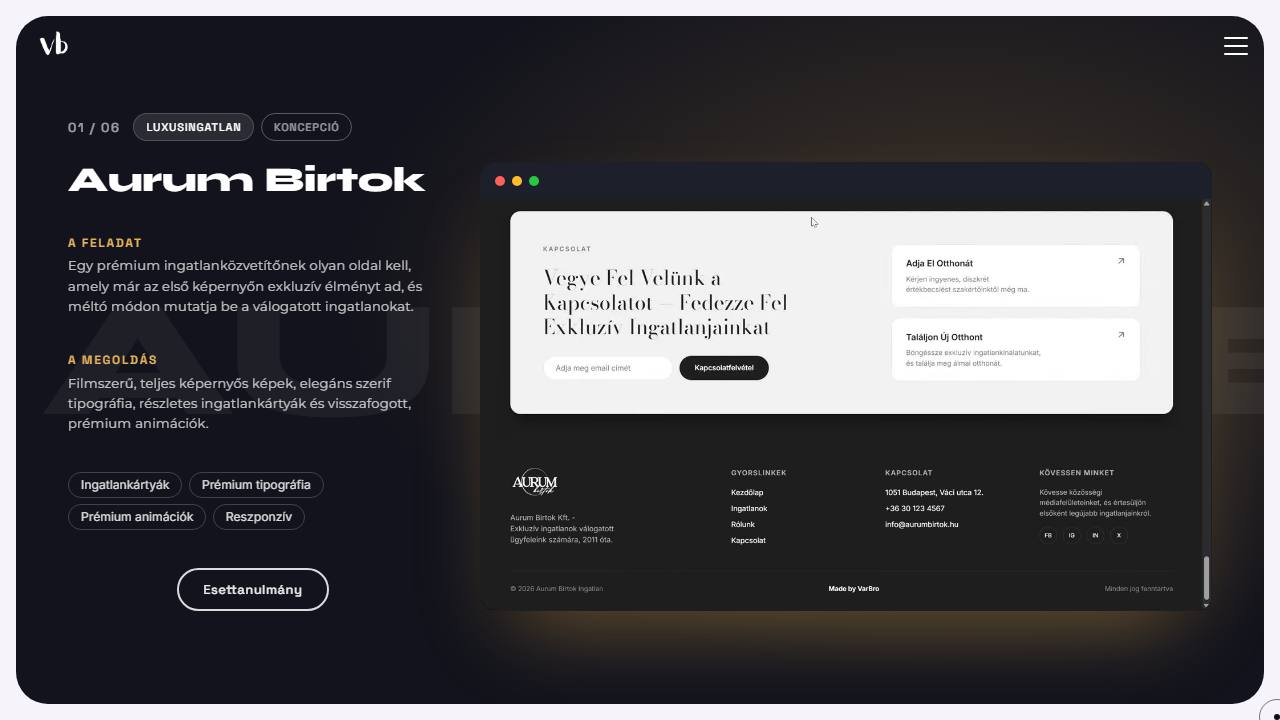 vb
01 / 06
LUXUSINGATLAN
KONCEPCIÓ
Aurum Birtok
A FELADAT
Egy prémium ingatlanközvetítőnek olyan oldal kell,
amely már az első képernyőn exkluzív élményt ad, és
méltó módon mutatja be a válogatott ingatlanokat.
A MEGOLDÁS
Filmszerű, teljes képernyős képek, elegáns szerif
tipográfia, részletes ingatlankártyák és visszafogott,
prémium animációk.
Ingatlankártyák
Prémium tipográfia
Prémium animációk
Reszponzív
Esettanulmány
KAPCSOLAT
Vegye Fel Velünk a
Kapcsolatot – Fedezze Fel
Exkluzív Ingatlanjainkat
Adja meg email címét
Kapcsolatfelvétel
Adja El Otthonát
Kérjen ingyenes, diszkrét
értékbecslést szakértőinktől még ma.
Találjon Új Otthont
Böngéssze exkluzív ingatlankínálatunkat,
és találja meg álmai otthonát.
AURUM
birtok
Aurum Birtok Kft. -
Exkluzív ingatlanok válogatott
ügyfeleink számára, 2011 óta.
GYORSLINKEK
Kezdőlap
Ingatlanok
Rólunk
Kapcsolat
KAPCSOLAT
1051 Budapest, Váci utca 12.
+36 30 123 4567
info@aurumbirtok.hu
KÖVESSEN MINKET
Kövesse közösségi
médiafelületeinket, és értesüljön
elsőként legújabb ingatlanjainkról.
FB
IG
IN
X
© 2026 Aurum Birtok Ingatlan
Made by VarBro
Minden jog fenntartva